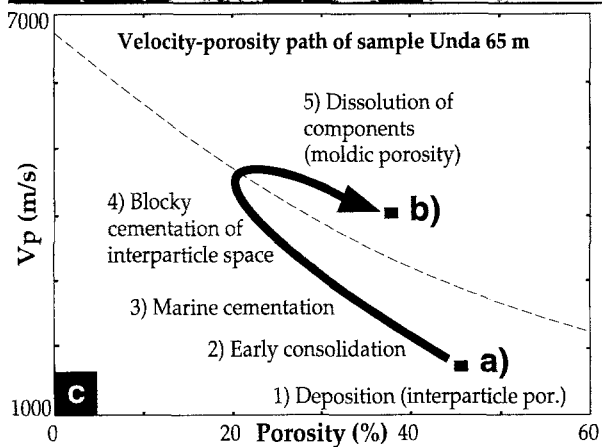 7000
Velocity-porosity path of sample Unda 65 m
5) Dissolution of
components
(moldic porosity)
b)
4) Blocky
cementation of
interparticle space
Vp (m/s)
3) Marine cementation
2) Early consolidation
a)
1) Deposition (interparticle por.)
c
1000
0
20
40
60
Porosity (%)